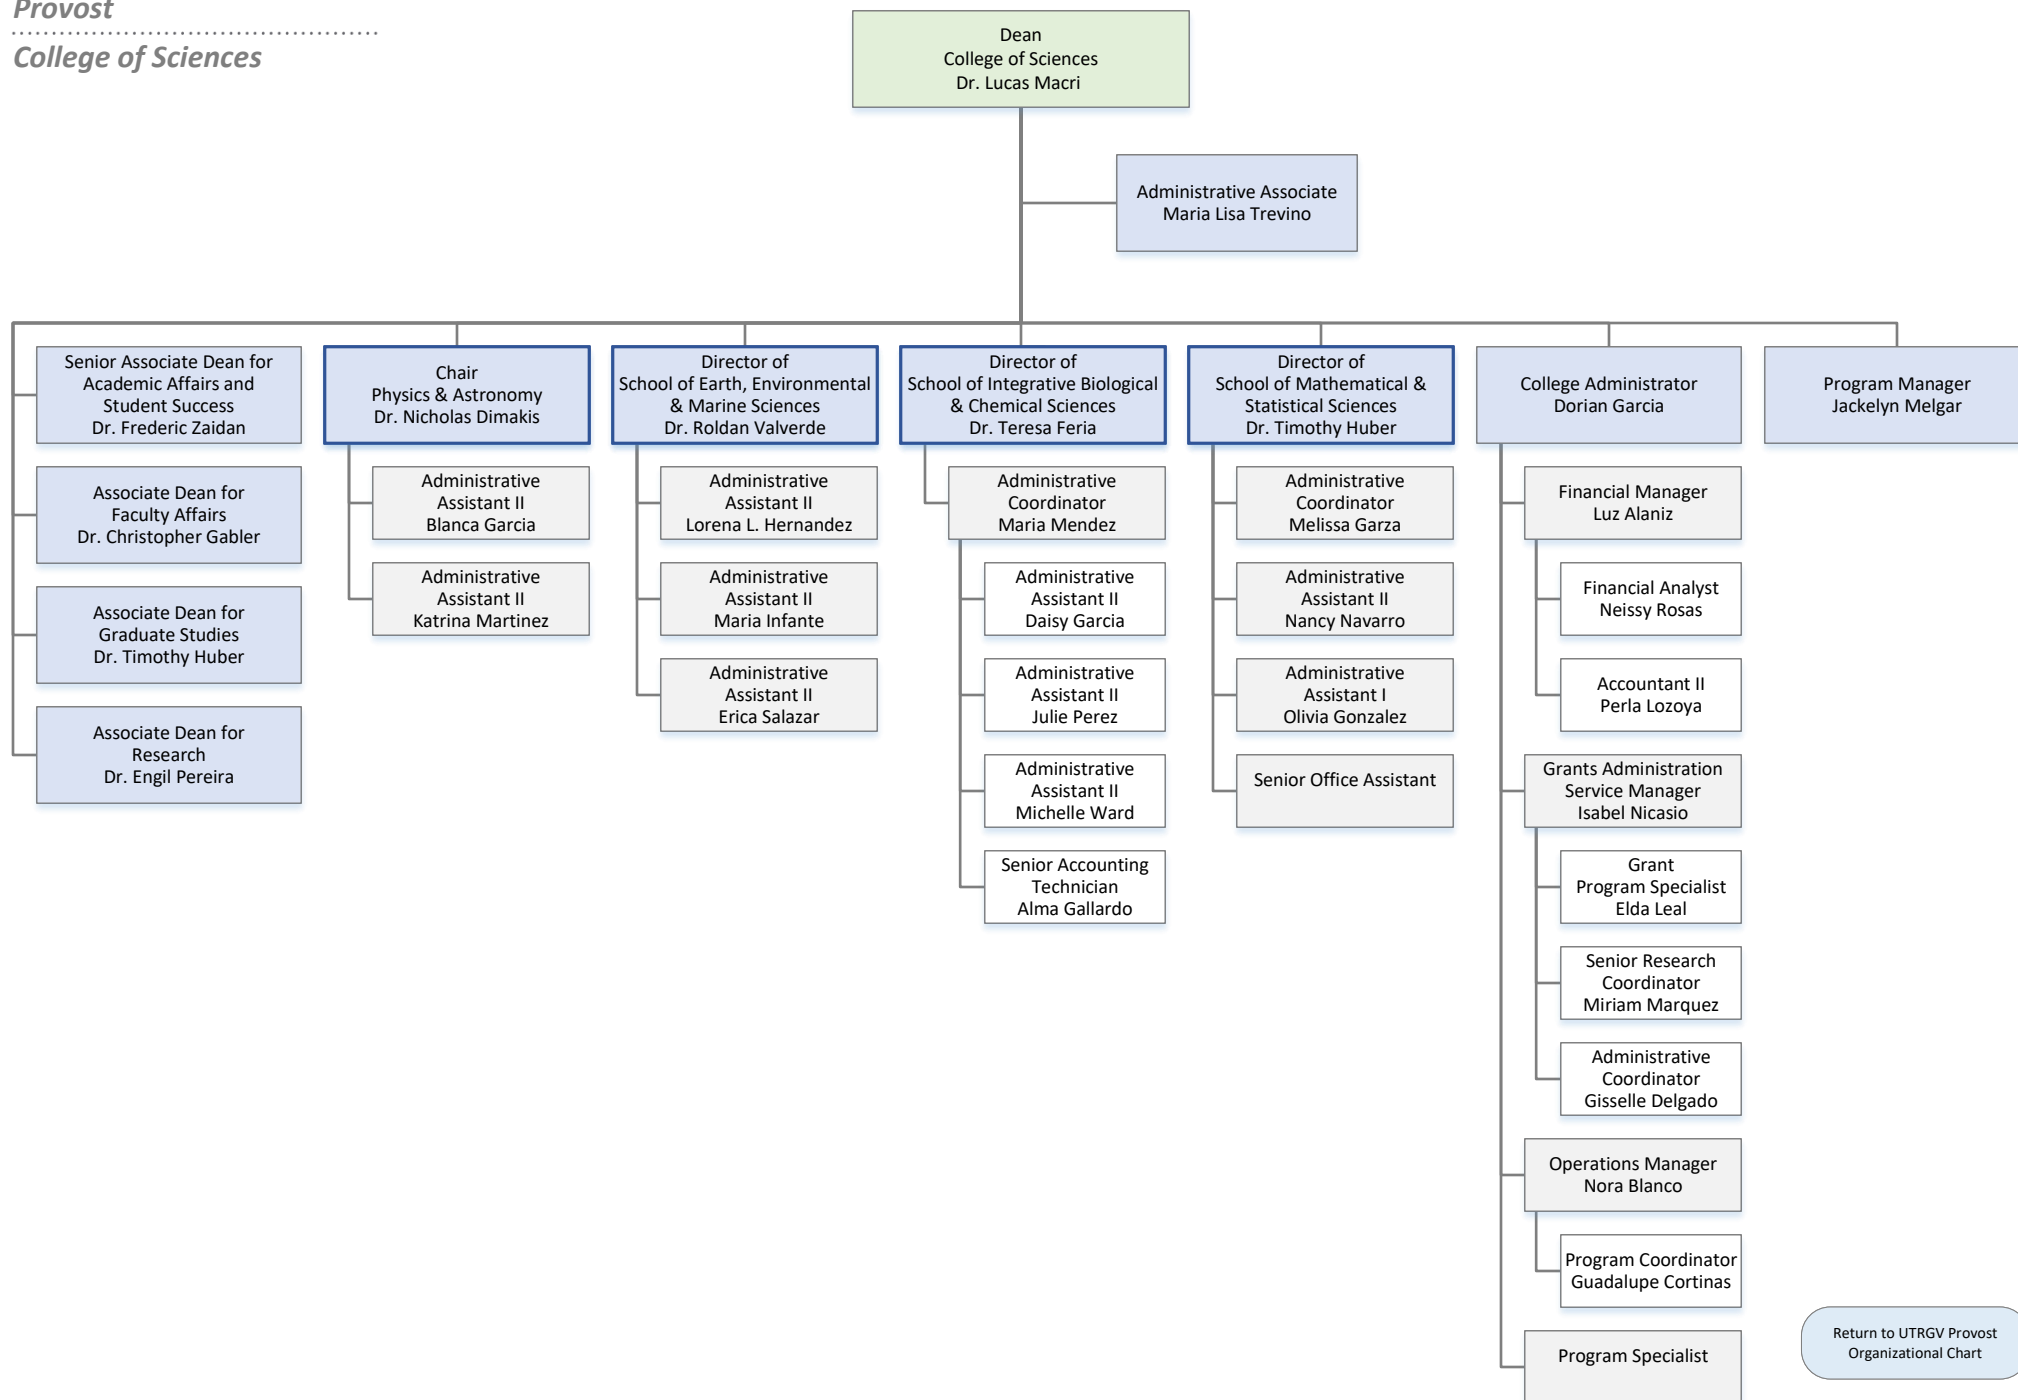 Provost
College of Sciences
Dean
College of Sciences
Dr. Lucas Macri
Administrative Associate
Maria Lisa Trevino
Senior Associate Dean for
Academic Affairs and
Student Success
Dr. Frederic Zaidan
Associate Dean for
Faculty Affairs
Dr. Christopher Gabler
Associate Dean for
Graduate Studies
Dr. Timothy Huber
Associate Dean for
Research
Dr. Engil Pereira
Chair
Physics & Astronomy
Dr. Nicholas Dimakis
Administrative
Assistant II
Blanca Garcia
Administrative
Assistant II
Katrina Martinez
Director of
School of Earth, Environmental
& Marine Sciences
Dr. Roldan Valverde
Administrative
Assistant II
Lorena L. Hernandez
Administrative
Assistant II
Maria Infante
Administrative
Assistant II
Erica Salazar
Director of
School of Integrative Biological
& Chemical Sciences
Dr. Teresa Feria
Administrative
Coordinator
Maria Mendez
Administrative
Assistant II
Daisy Garcia
Administrative
Assistant II
Julie Perez
Administrative
Assistant II
Michelle Ward
Senior Accounting
Technician
Alma Gallardo
Director of
School of Mathematical &
Statistical Sciences
Dr. Timothy Huber
Administrative
Coordinator
Melissa Garza
Administrative
Assistant II
Nancy Navarro
Administrative
Assistant I
Olivia Gonzalez
Senior Office Assistant
College Administrator
Dorian Garcia
Financial Manager
Luz Alaniz
Financial Analyst
Neissy Rosas
Accountant II
Perla Lozoya
Grants Administration
Service Manager
Isabel Nicasio
Grant
Program Specialist
Elda Leal
Senior Research
Coordinator
Miriam Marquez
Administrative
Coordinator
Gisselle Delgado
Operations Manager
Nora Blanco
Program Coordinator
Guadalupe Cortinas
Program Specialist
Program Manager
Jackelyn Melgar
Return to UTRGV Provost
Organizational Chart